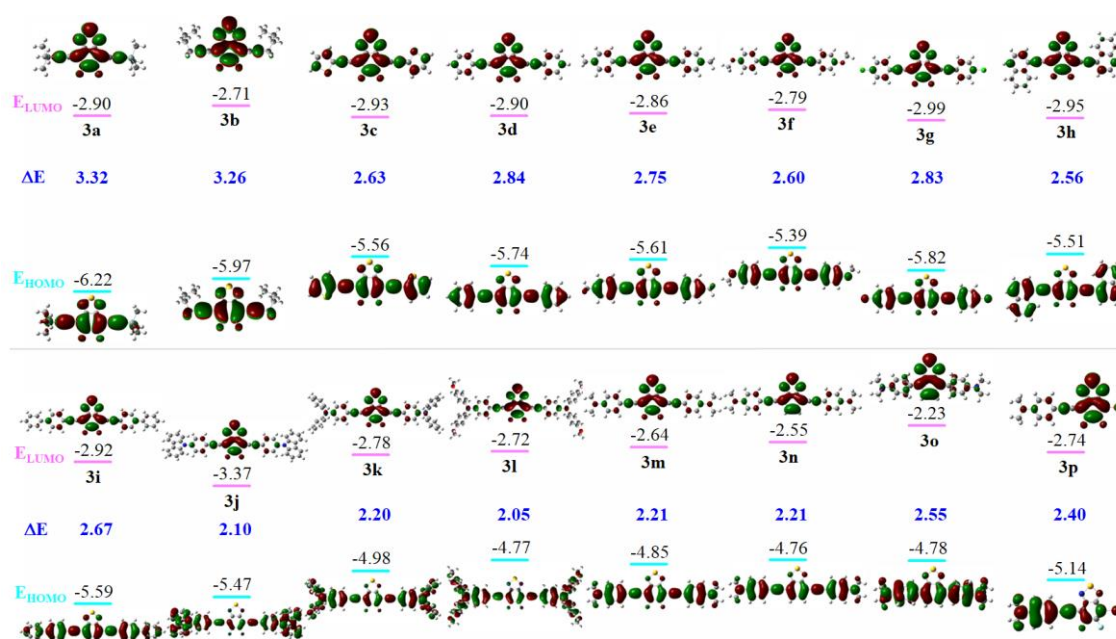 E_LUMO -2.90 -2.71 -2.93 -2.90 -2.86 -2.79 -2.99 -2.95
3a 3b 3c 3d 3e 3f 3g 3h
ΔE 3.32 3.26 2.63 2.84 2.75 2.60 2.83 2.56
E_HOMO -6.22 -5.97 -5.56 -5.74 -5.61 -5.39 -5.82 -5.51
E_LUMO -2.92 -3.37 -2.78 -2.72 -2.64 -2.55 -2.23 -2.74
3i 3j 3k 3l 3m 3n 3o 3p
ΔE 2.67 2.10 2.20 2.05 2.21 2.21 2.55 2.40
E_HOMO -5.59 -5.47 -4.98 -4.77 -4.85 -4.76 -4.78 -5.14